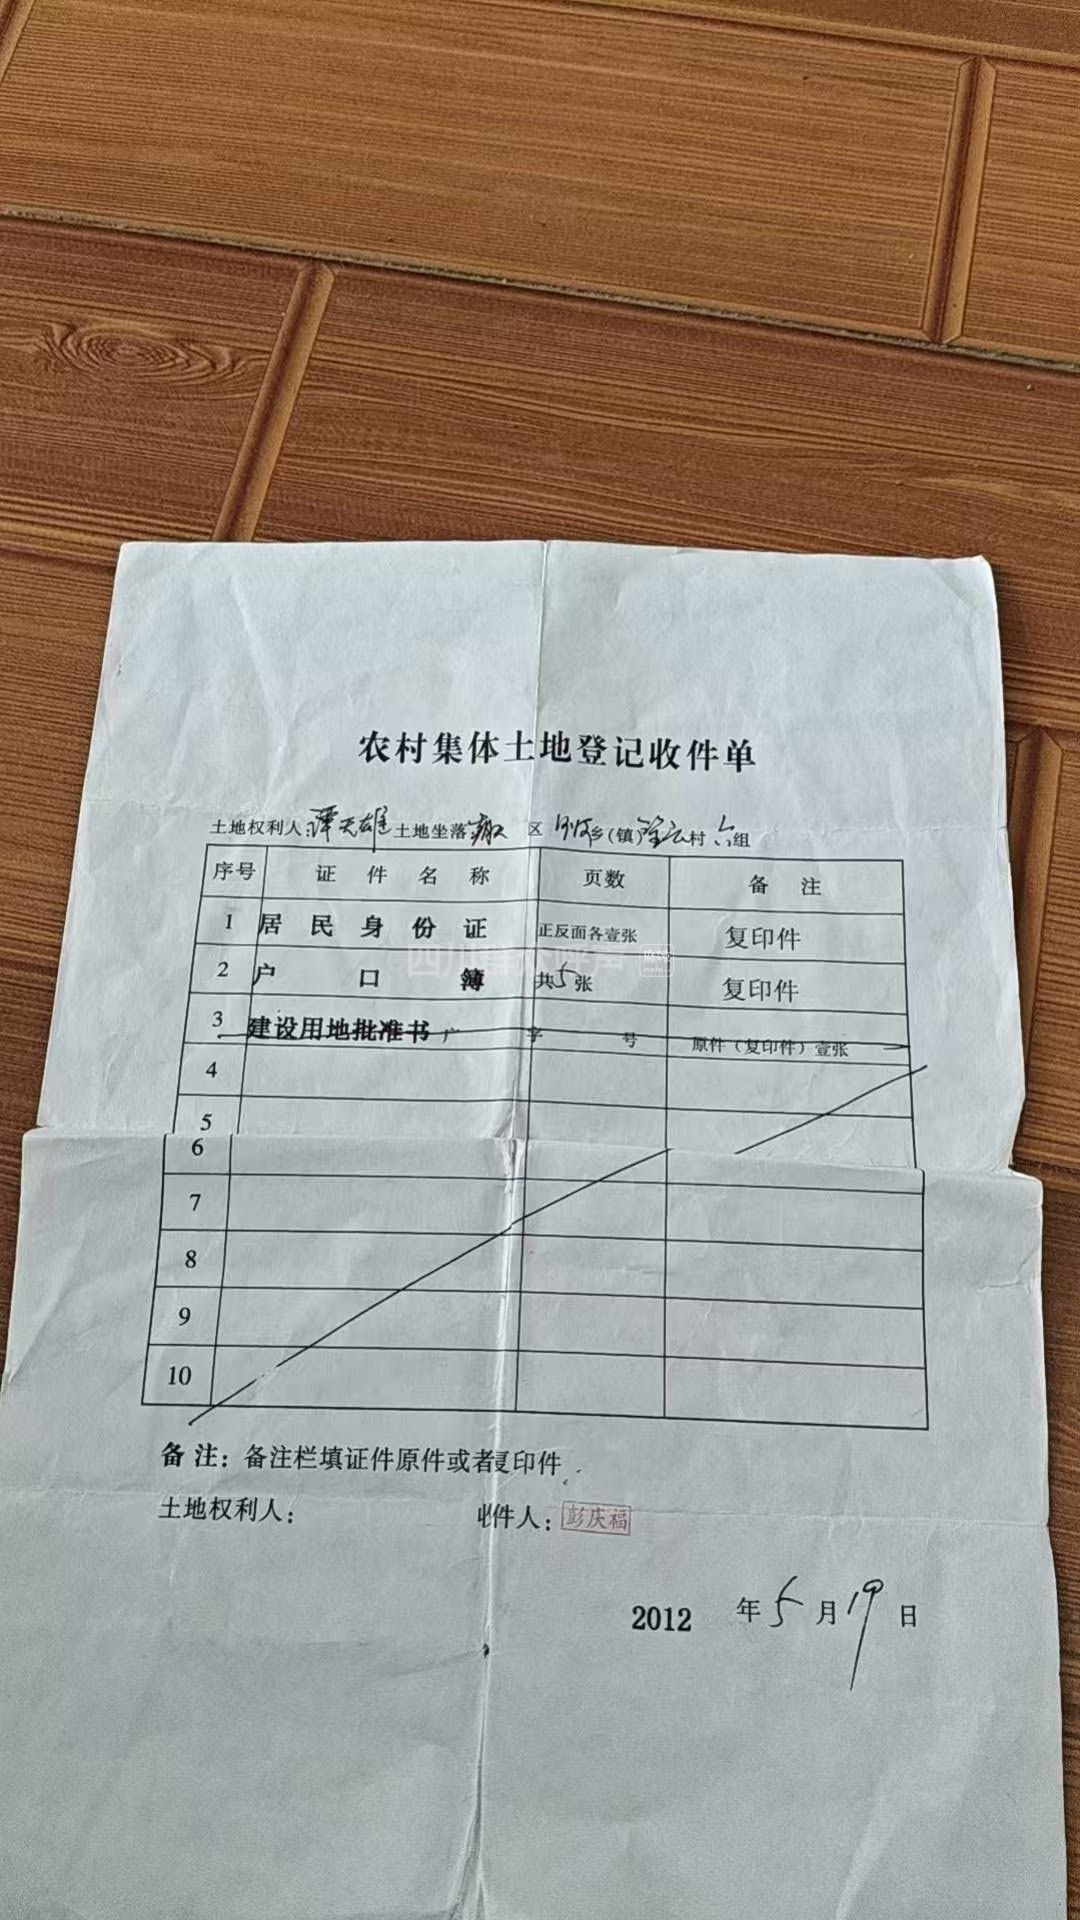 农村集体土地登记收件单
土地权利人：谭天雄 土地坐落 区 乡（镇） 村 六组
序号 证件名称 页数 备注
1 居民身份证 正反面各壹张 复印件
2 户口簿 共5张 复印件
3 建设用地批准书 广 字 号 原件（复印件）壹张
4
5
6
7
8
9
10
备注：备注栏填证件原件或者复印件
土地权利人： 收件人：彭庆福
2012 年5月19日